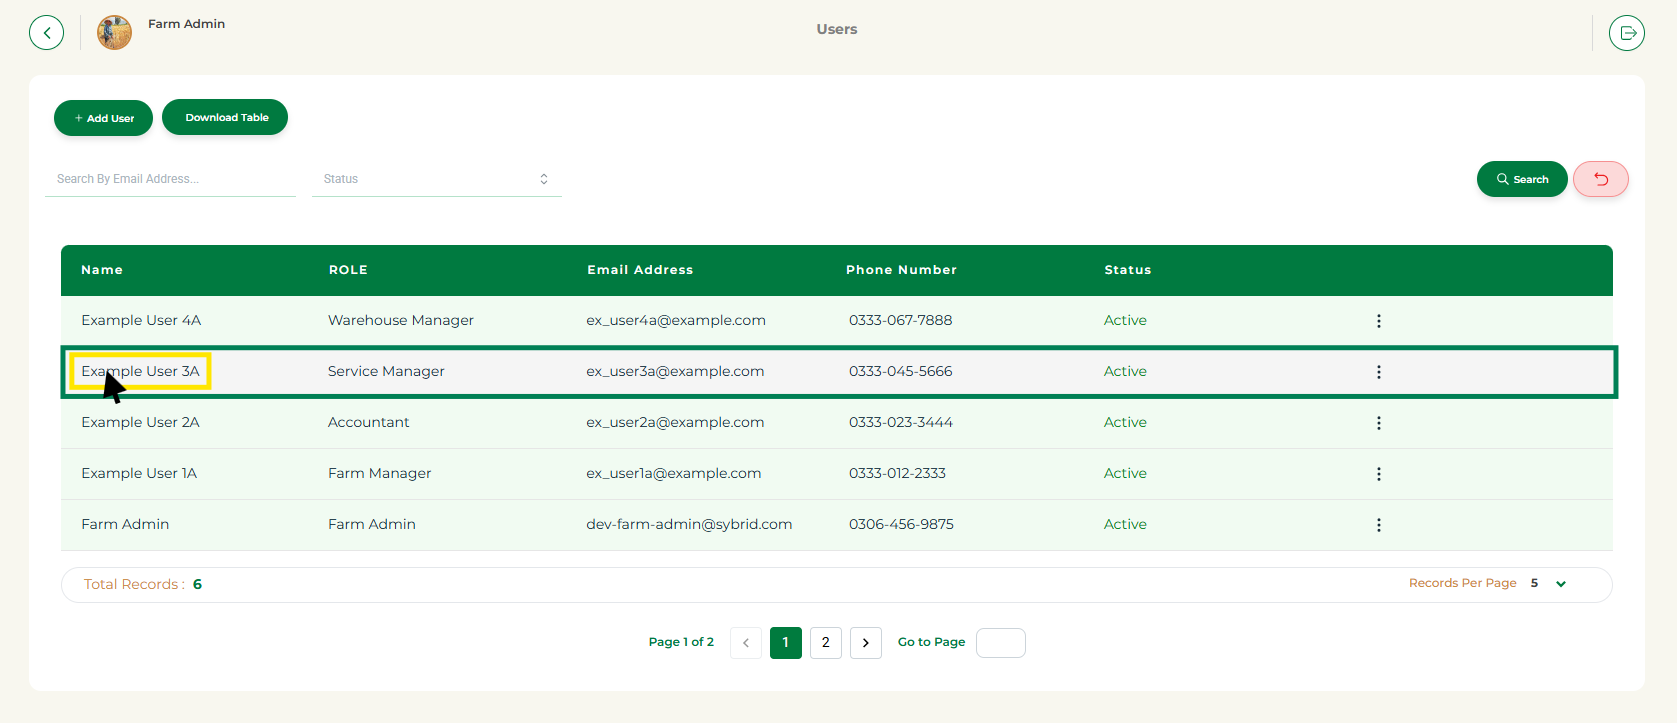 Farm Admin
Users
+ Add User
Download Table
Search By Email Address...
Status
Search
Name ROLE Email Address Phone Number Status
Example User 4A Warehouse Manager ex_user4a@example.com 0333-067-7888 Active
Example User 3A Service Manager ex_user3a@example.com 0333-045-5666 Active
Example User 2A Accountant ex_user2a@example.com 0333-023-3444 Active
Example User 1A Farm Manager ex_user1a@example.com 0333-012-2333 Active
Farm Admin Farm Admin dev-farm-admin@sybrid.com 0306-456-9875 Active
Total Records : 6 Records Per Page 5
Page 1 of 2 1 2 Go to Page